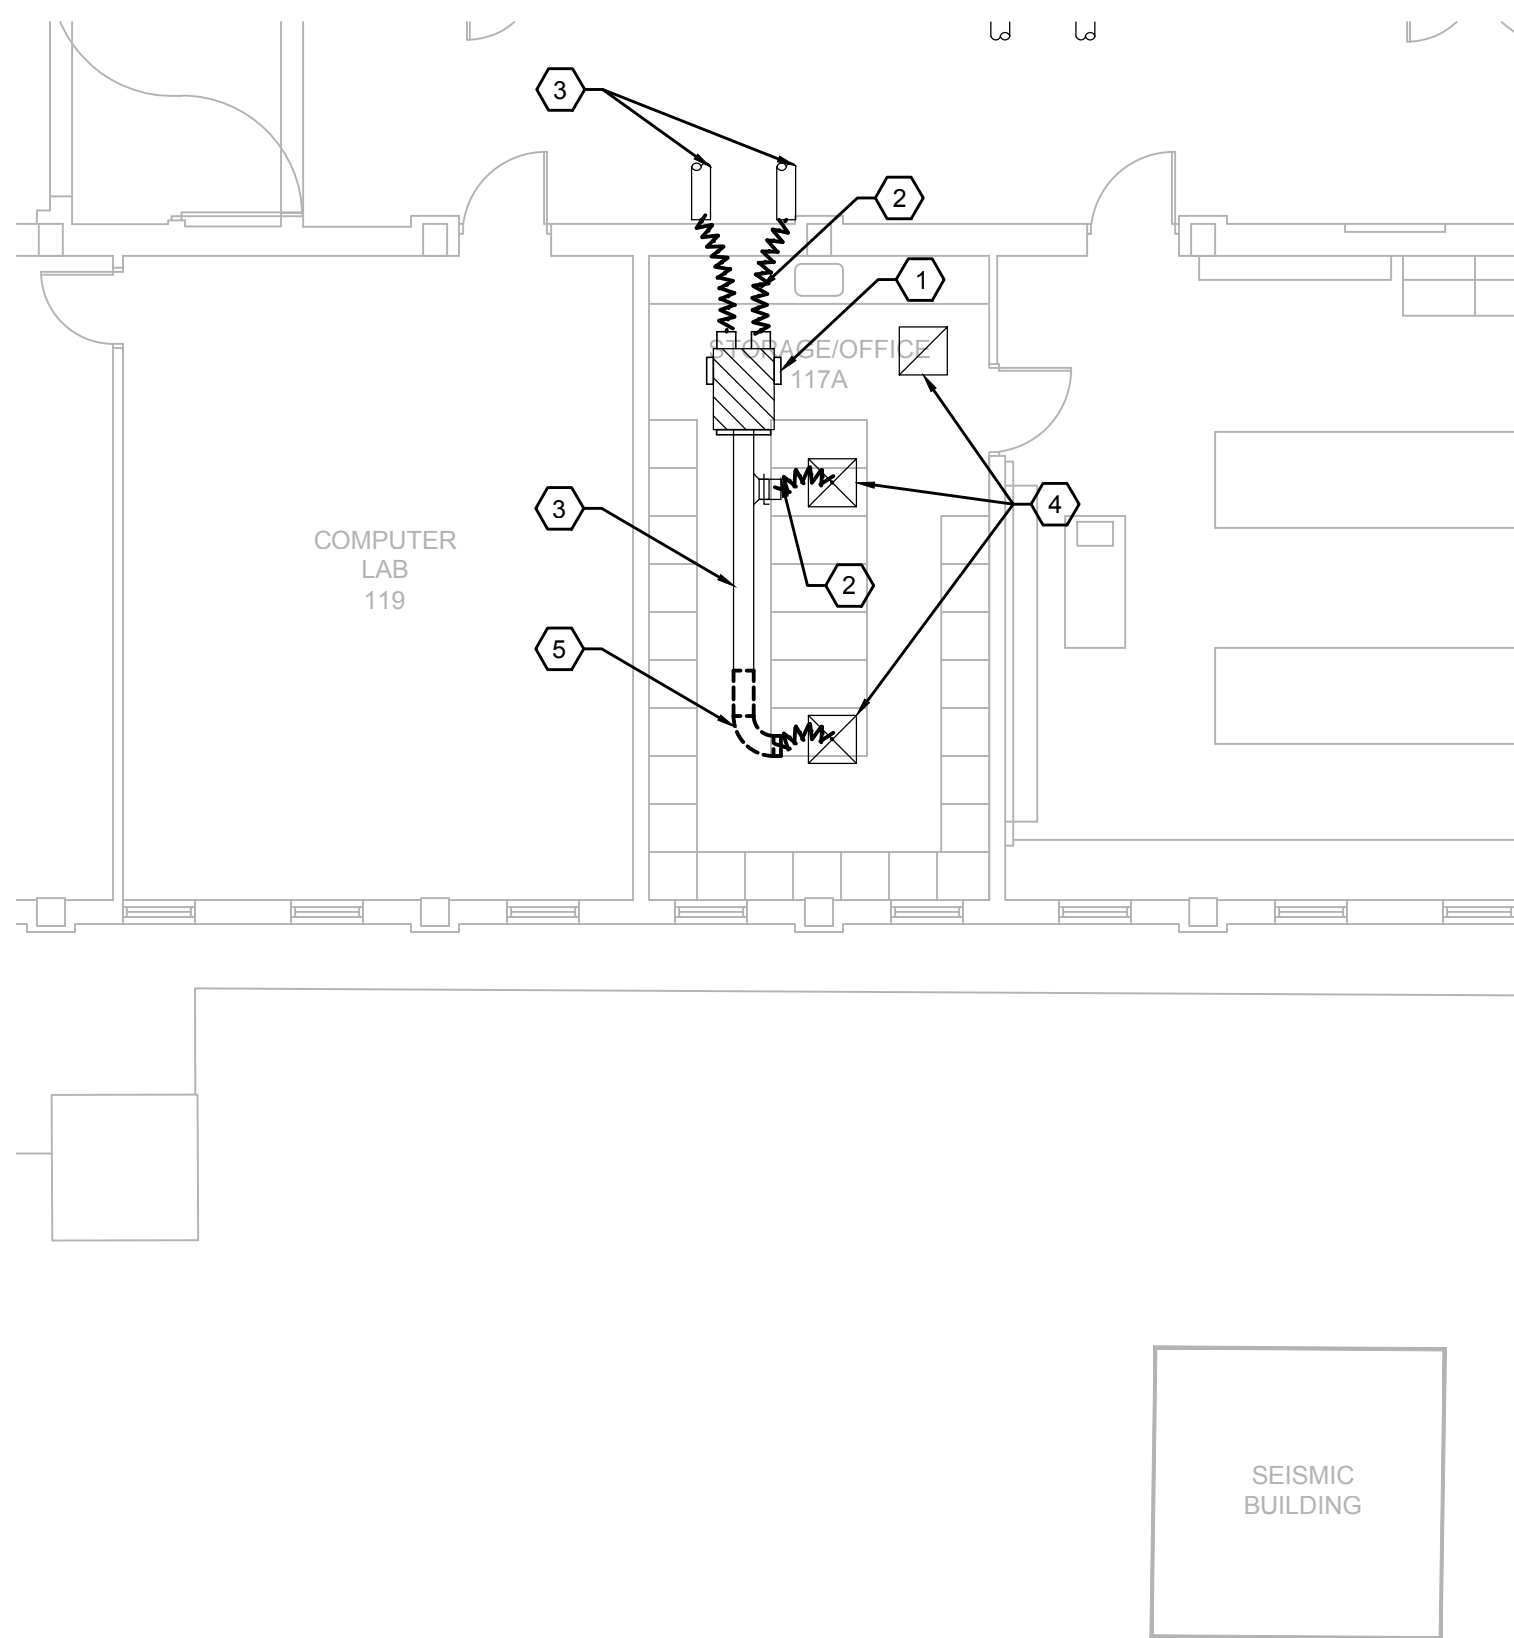 3
2
1
STORAGE/OFFICE
117A
4
3
COMPUTER
LAB
119
2
5
SEISMIC
BUILDING